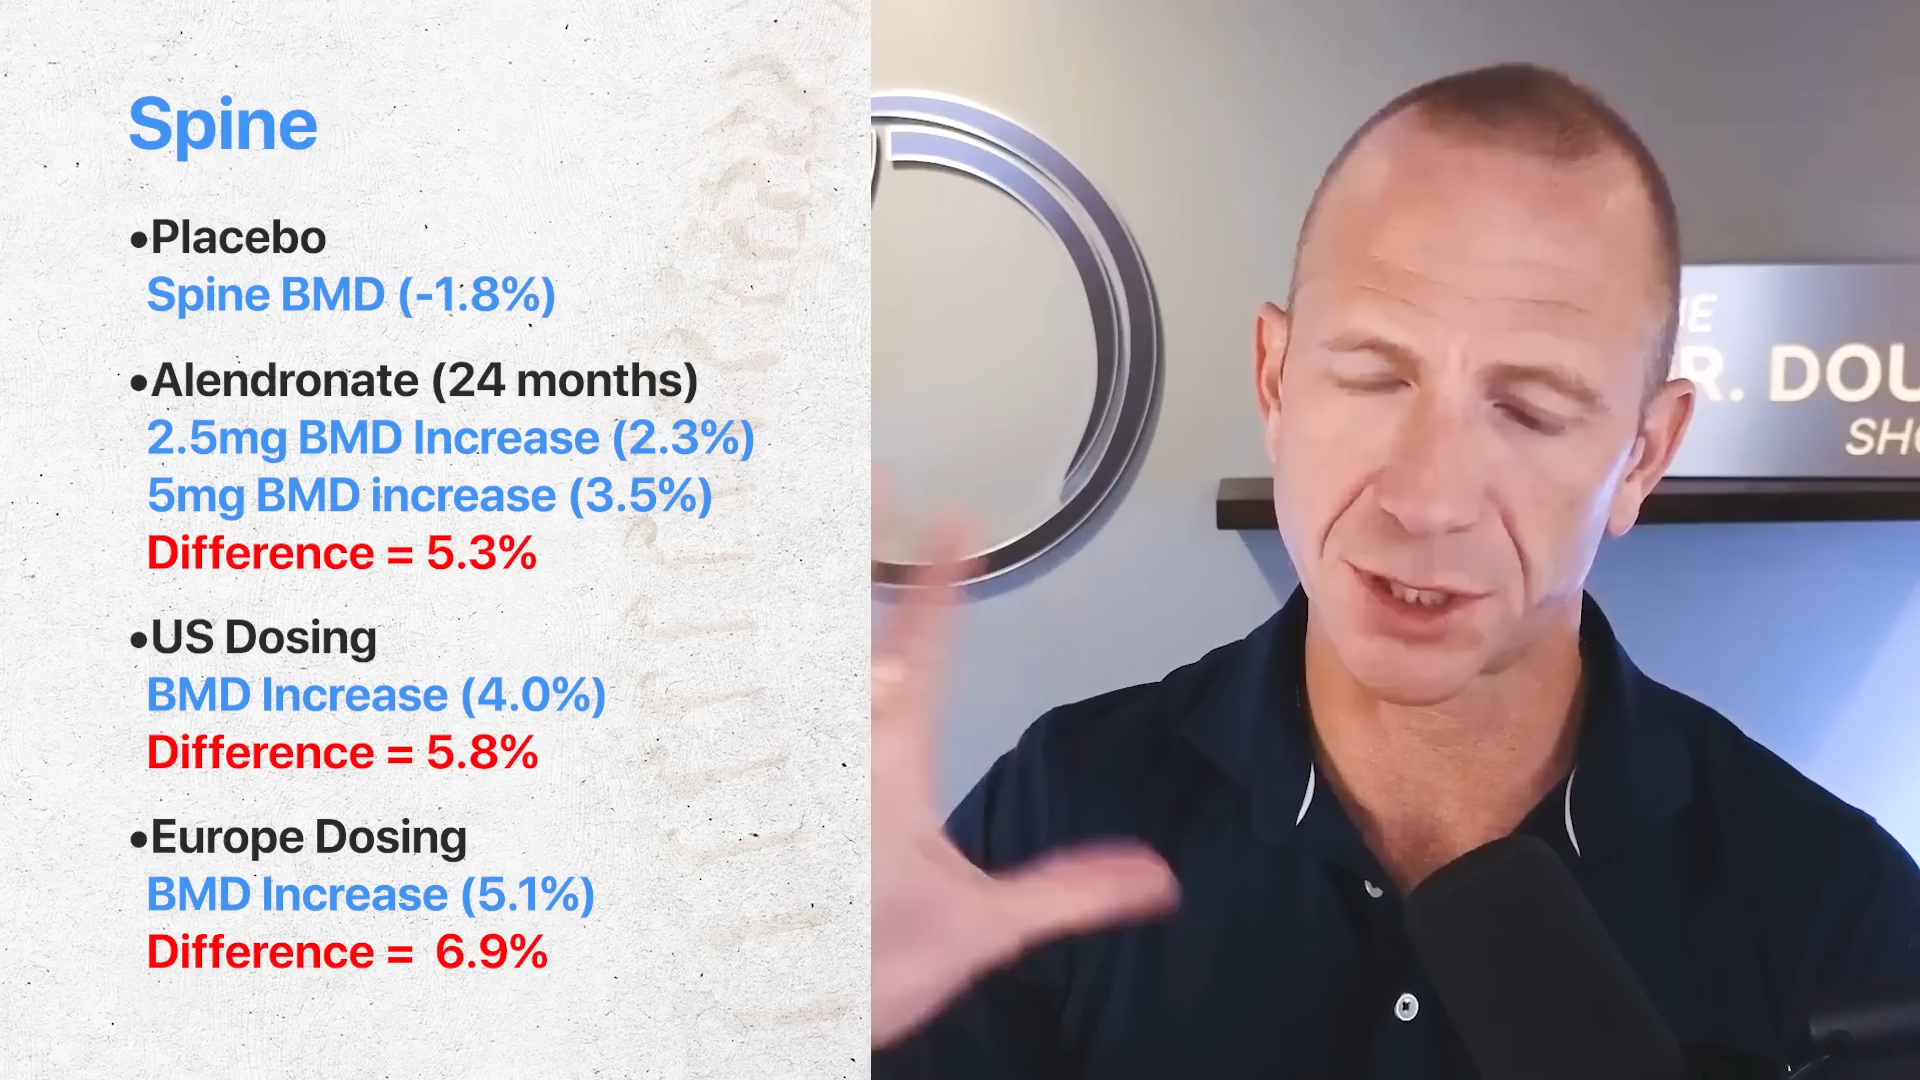 Spine
•Placebo
Spine BMD (-1.8%)
•Alendronate (24 months)
2.5mg BMD Increase (2.3%)
5mg BMD increase (3.5%)
Difference = 5.3%
•US Dosing
BMD Increase (4.0%)
Difference = 5.8%
•Europe Dosing
BMD Increase (5.1%)
Difference = 6.9%
R. DOU